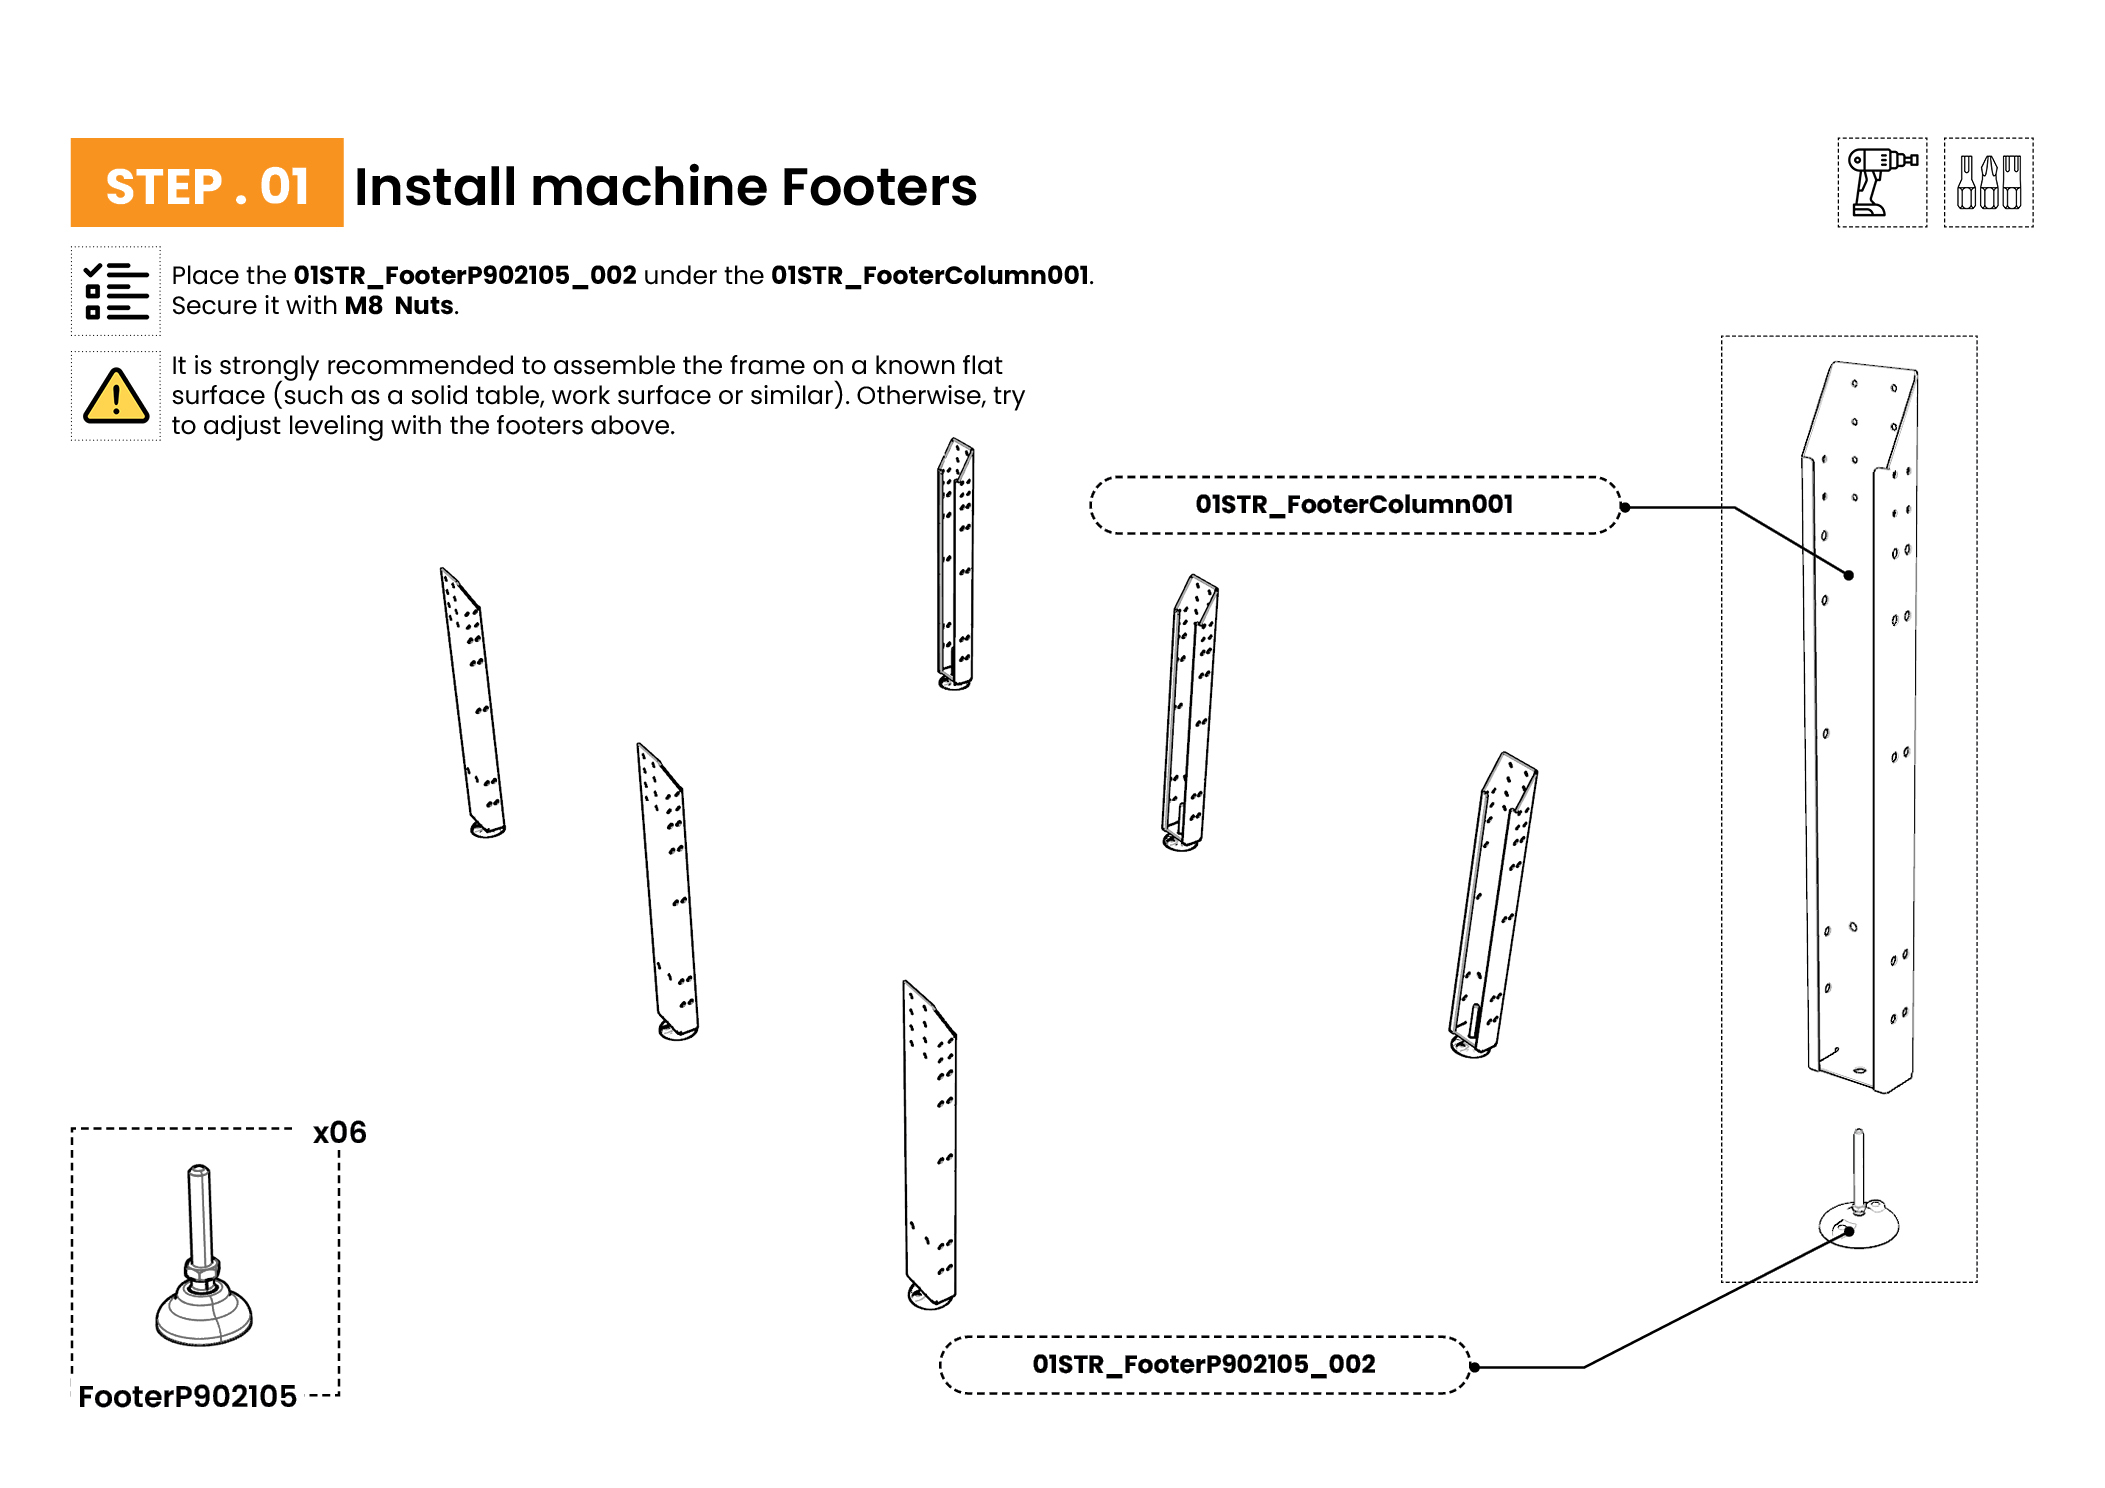 STEP . 01 Install machine Footers
Place the 01STR_FooterP902105_002 under the 01STR_FooterColumn001.
Secure it with M8 Nuts.
It is strongly recommended to assemble the frame on a known flat
surface (such as a solid table, work surface or similar). Otherwise, try
to adjust leveling with the footers above.
01STR_FooterColumn001
x06
FooterP902105
01STR_FooterP902105_002